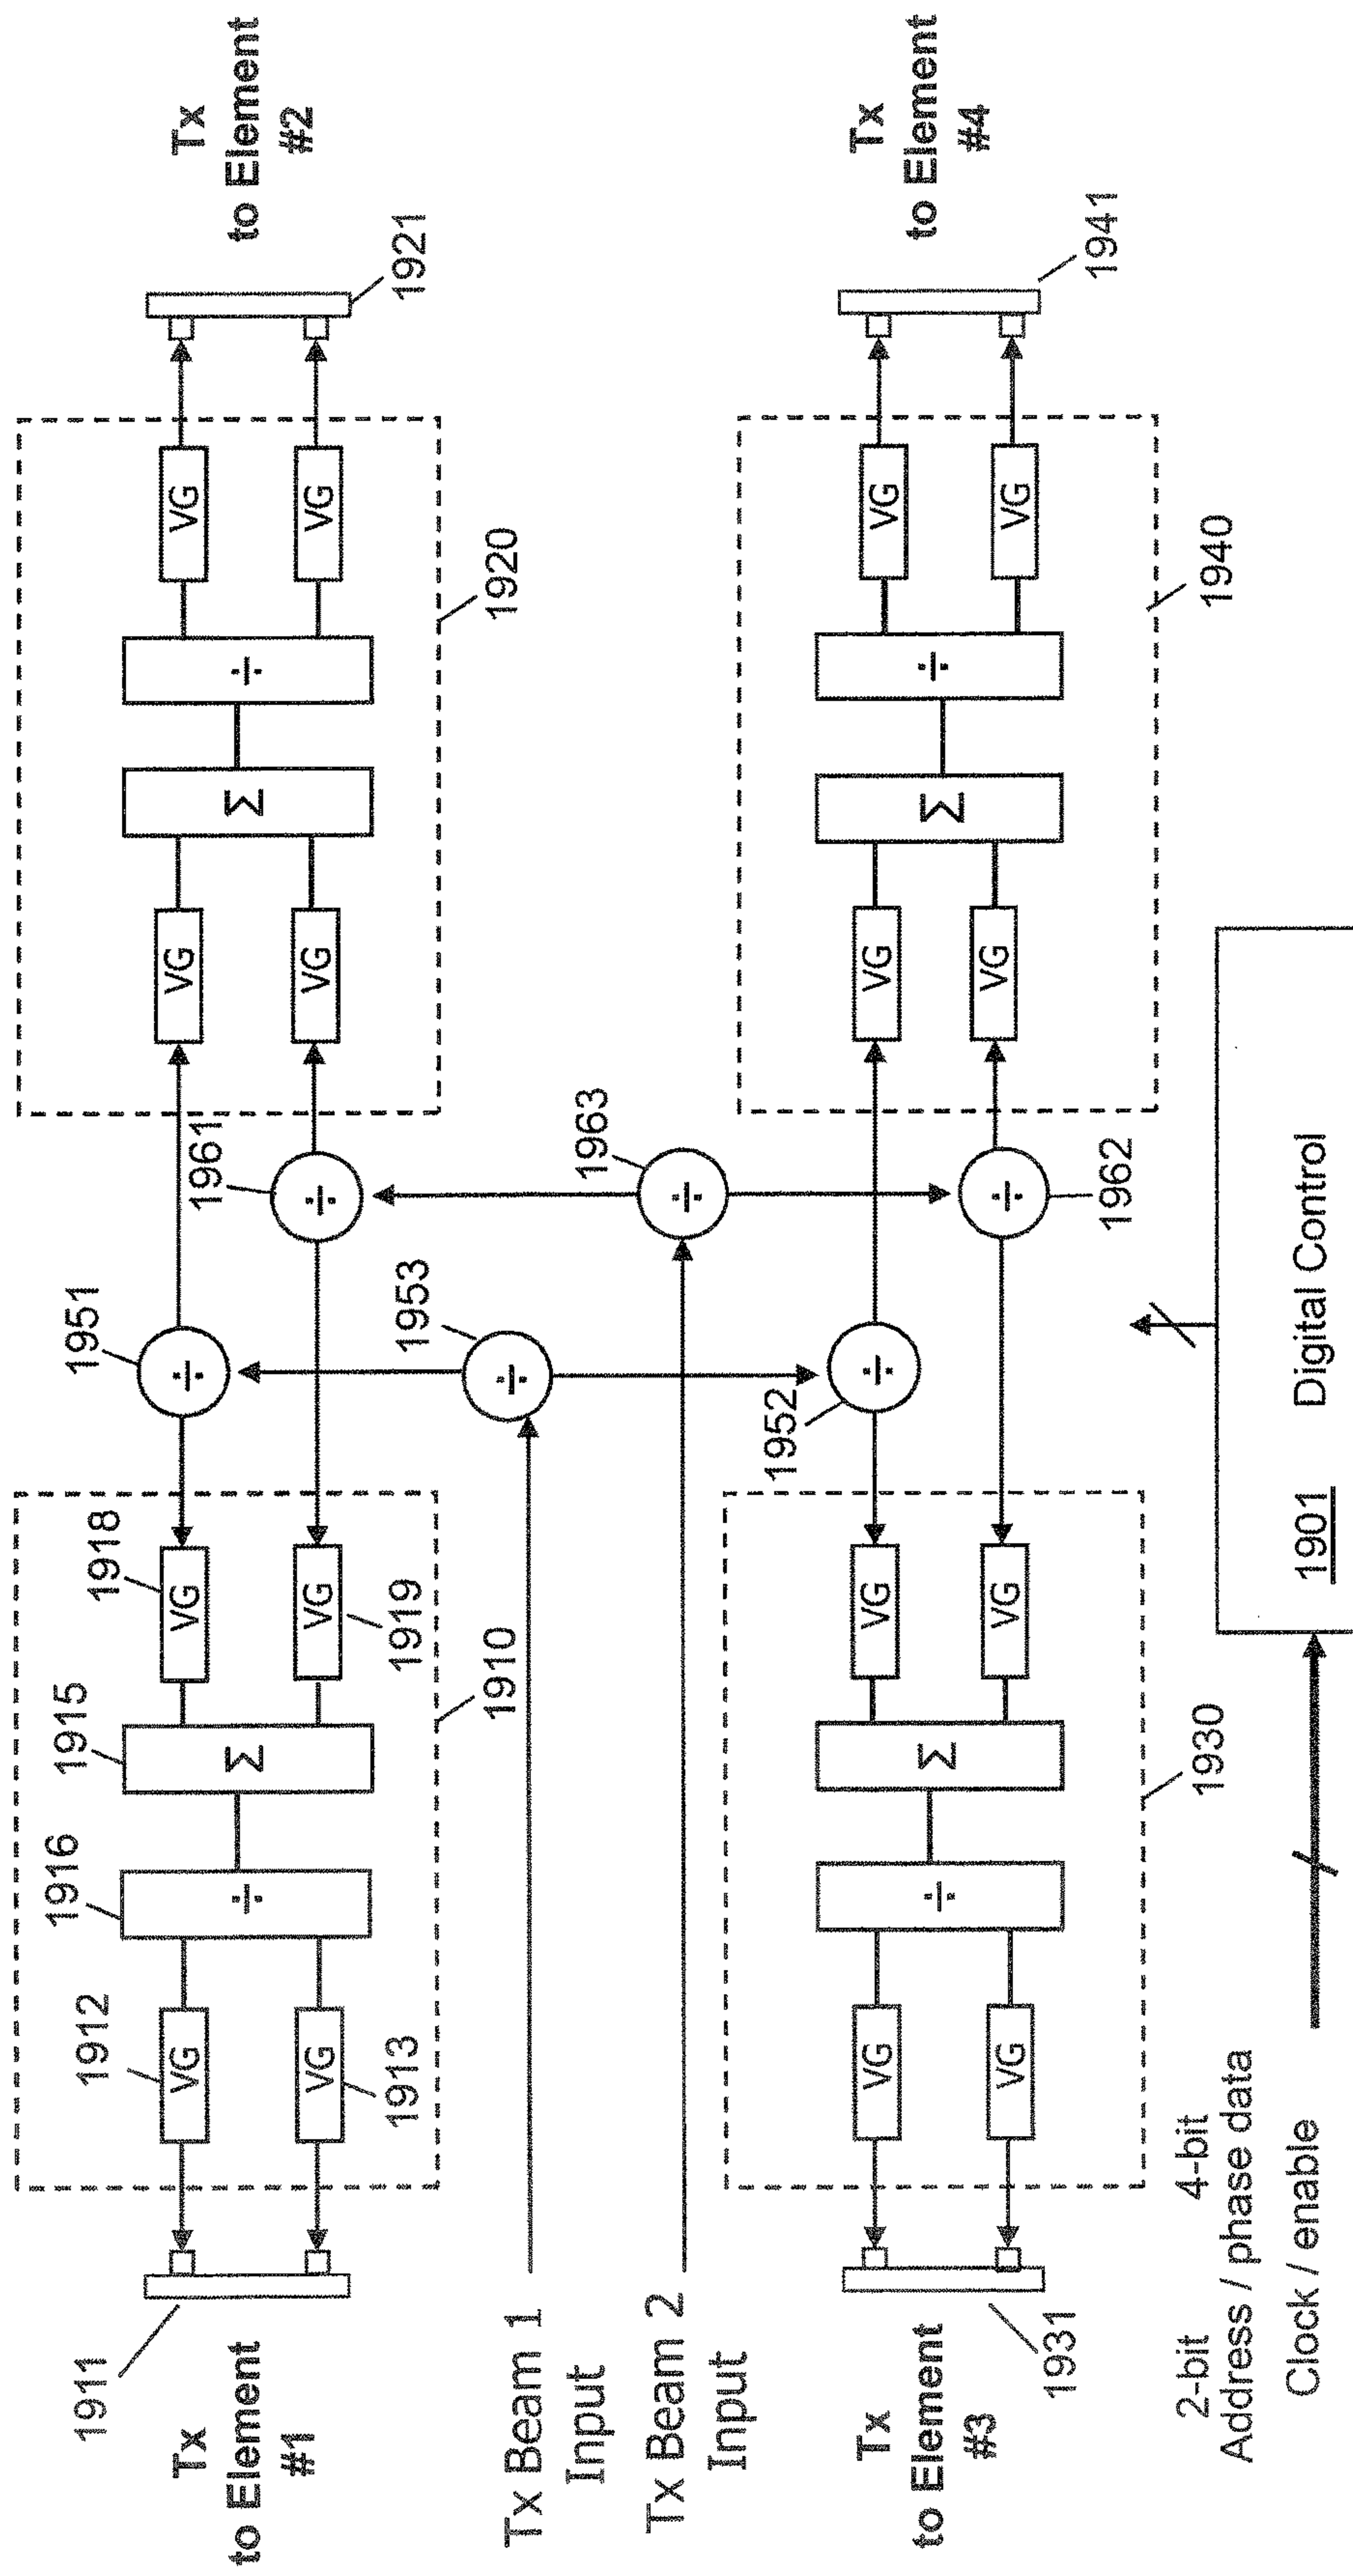 Tx
to Element
#1
1911
1912
VG
VG
1913
1916
÷
1915
Σ
1918
VG
VG
1919
1910
1951
÷
1961
÷
VG
VG
Σ
÷
VG
VG
1920
1921
Tx
to Element
#2
Tx Beam 1
Input
1953
÷
Tx Beam 2
Input
1963
÷
Tx
to Element
#3
1931
VG
VG
÷
Σ
VG
VG
1930
1952
÷
1962
÷
VG
VG
Σ
÷
VG
VG
1940
1941
Tx
to Element
#4
2-bit 4-bit
Address / phase data
Clock / enable
1901 Digital Control